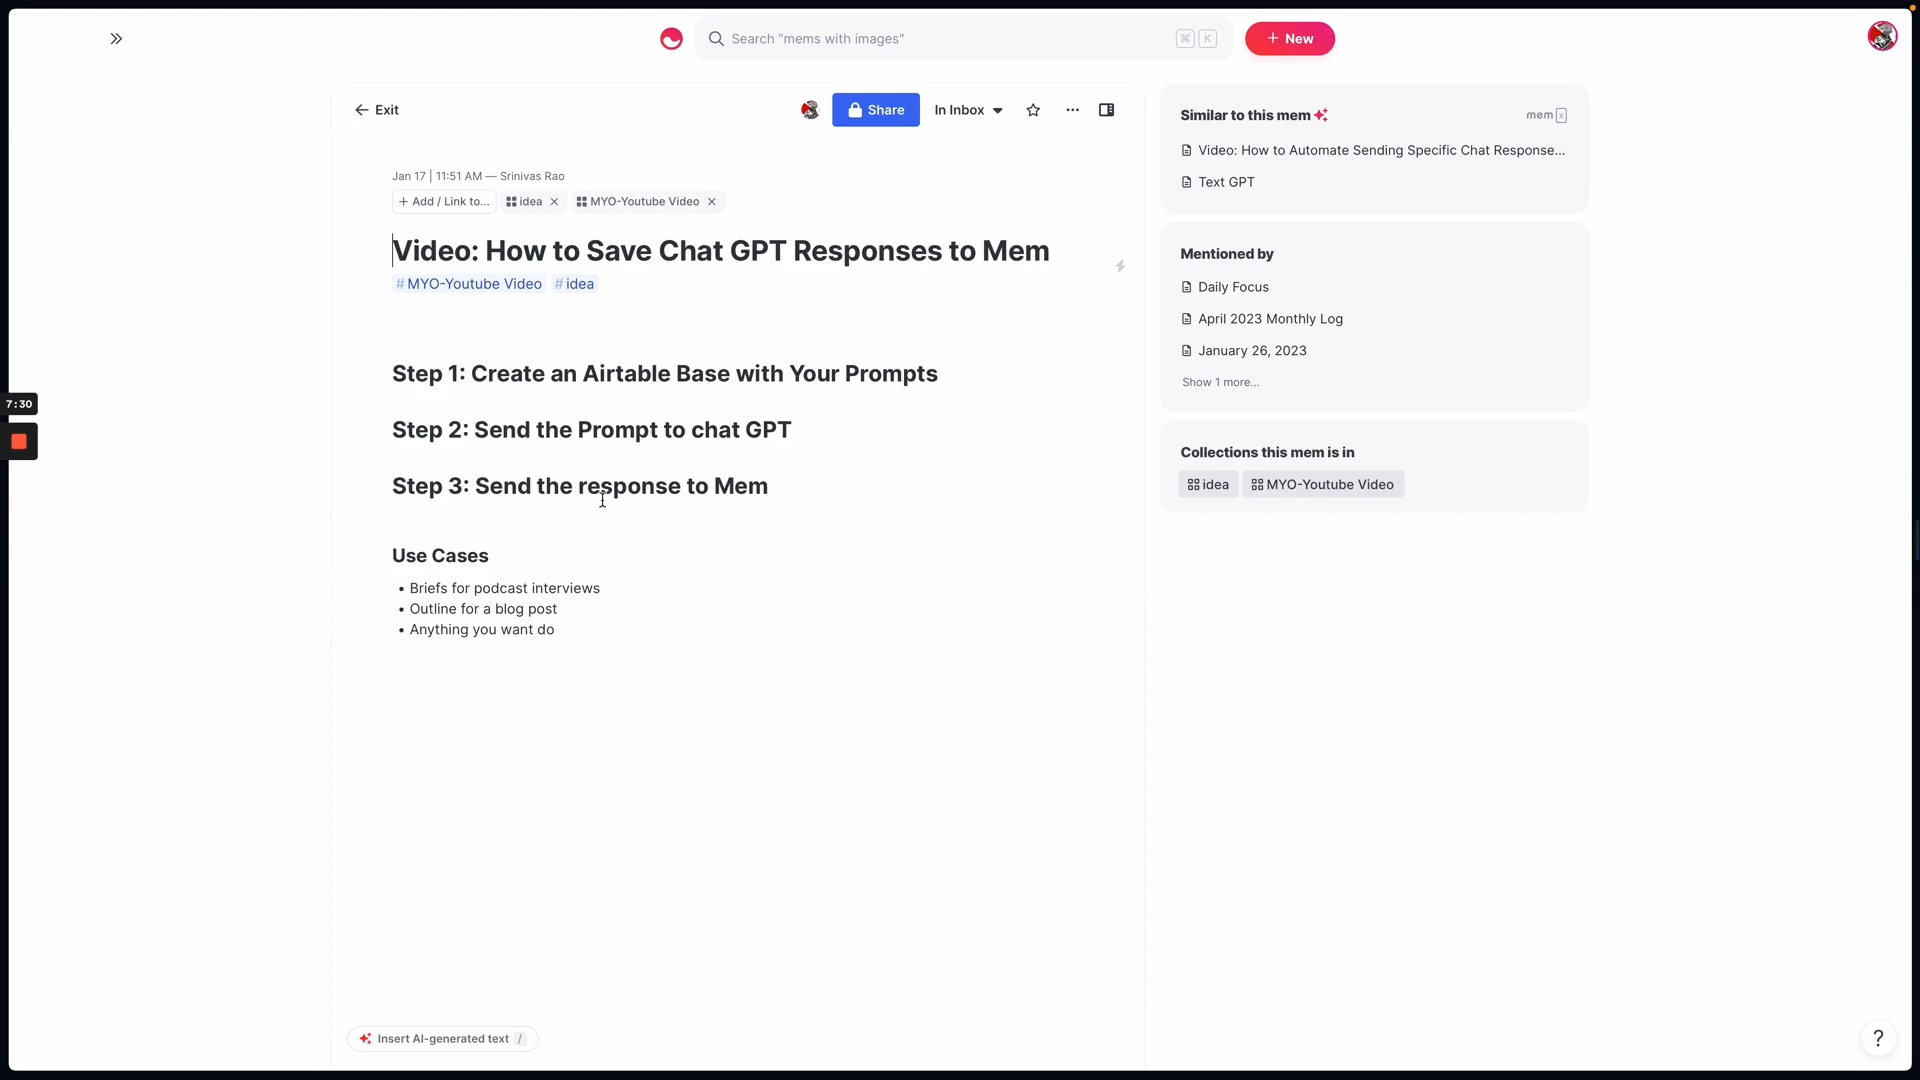 Search "mems with images"
⌘ K
+ New
Exit
Share
In Inbox
Jan 17 | 11:51 AM — Srinivas Rao
+ Add / Link to...
idea
MYO-Youtube Video
Video: How to Save Chat GPT Responses to Mem
#MYO-Youtube Video #idea
Step 1: Create an Airtable Base with Your Prompts
7:30
Step 2: Send the Prompt to chat GPT
Step 3: Send the response to Mem
Use Cases
• Briefs for podcast interviews
• Outline for a blog post
• Anything you want do
Insert AI-generated text /
Similar to this mem
mem x
Video: How to Automate Sending Specific Chat Response...
Text GPT
Mentioned by
Daily Focus
April 2023 Monthly Log
January 26, 2023
Show 1 more...
Collections this mem is in
idea
MYO-Youtube Video
?